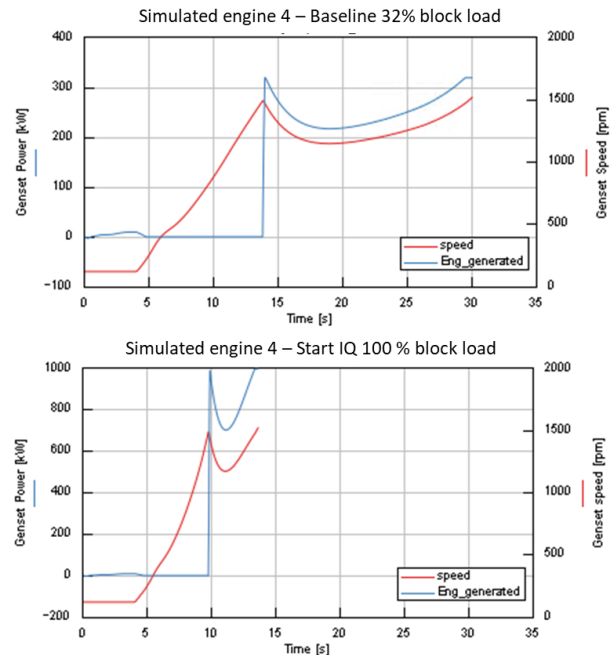 Simulated engine 4 – Baseline 32% block load
400
300
200
100
0
−100
Genset Power [kW]
2000
1500
1000
500
0
Genset Speed [rpm]
speed
Eng_generated
0 5 10 15 20 25 30 35
Time [s]
Simulated engine 4 – Start IQ 100 % block load
1000
800
600
400
200
0
−200
Genset Power [kW]
2000
1500
1000
500
0
Genset speed [rpm]
speed
Eng_generated
0 5 10 15 20 25 30 35
Time [s]